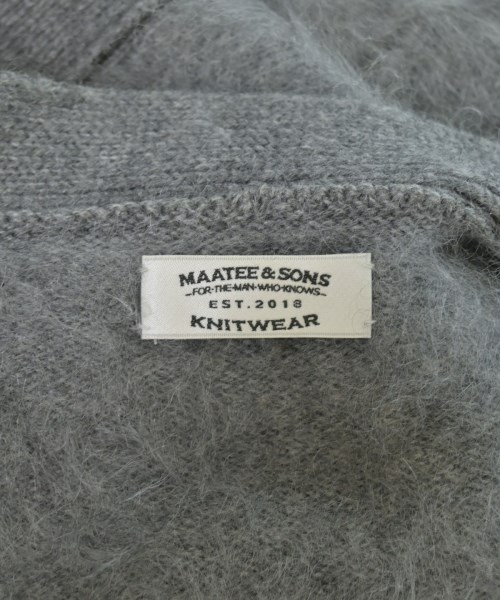 MAATEE & SONS
-FOR-THE-MAN-WHO-KNOWS-
EST. 2018
KNITWEAR